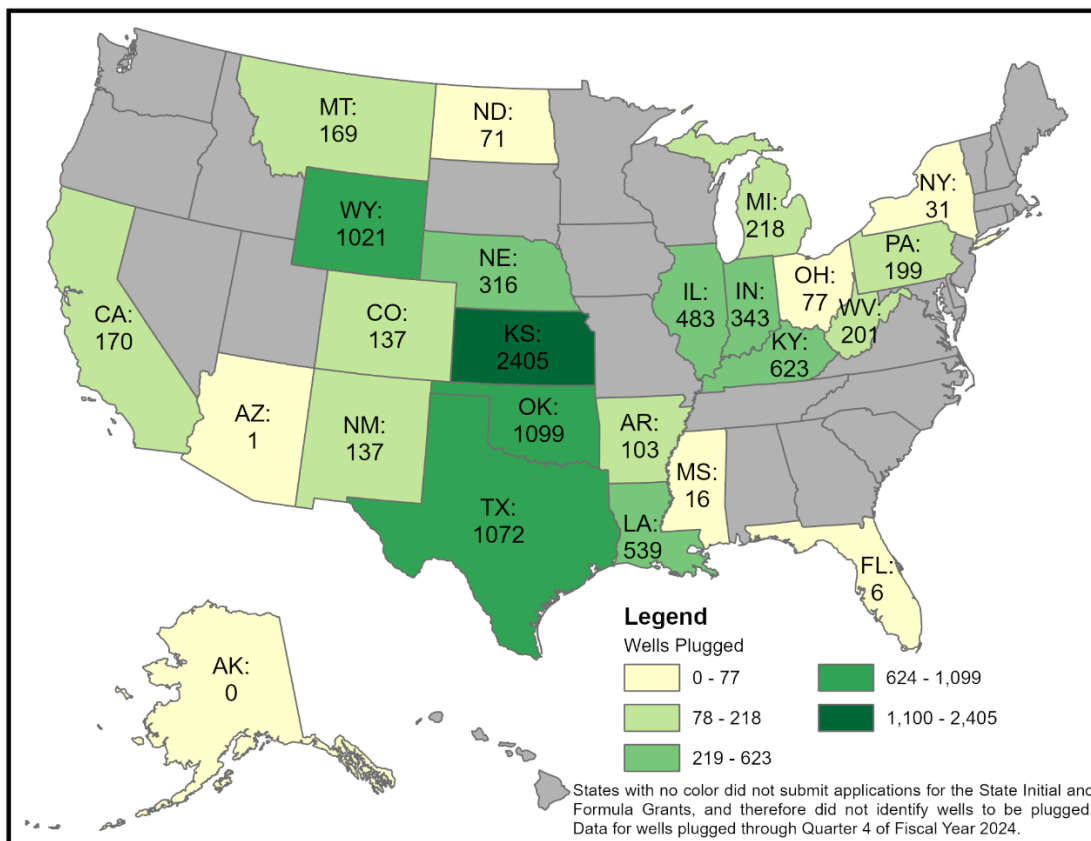 MT:
169
ND:
71
WY:
1021
NE:
316
MI:
218
NY:
31
PA:
199
OH:
77
IL:
483
IN:
343
WV:
201
KY:
623
CA:
170
CO:
137
KS:
2405
AZ:
1
NM:
137
OK:
1099
AR:
103
MS:
16
TX:
1072
LA:
539
FL:
6
AK:
0
Legend
Wells Plugged
0 - 77
78 - 218
219 - 623
624 - 1,099
1,100 - 2,405
States with no color did not submit applications for the State Initial and
Formula Grants, and therefore did not identify wells to be plugged
Data for wells plugged through Quarter 4 of Fiscal Year 2024.